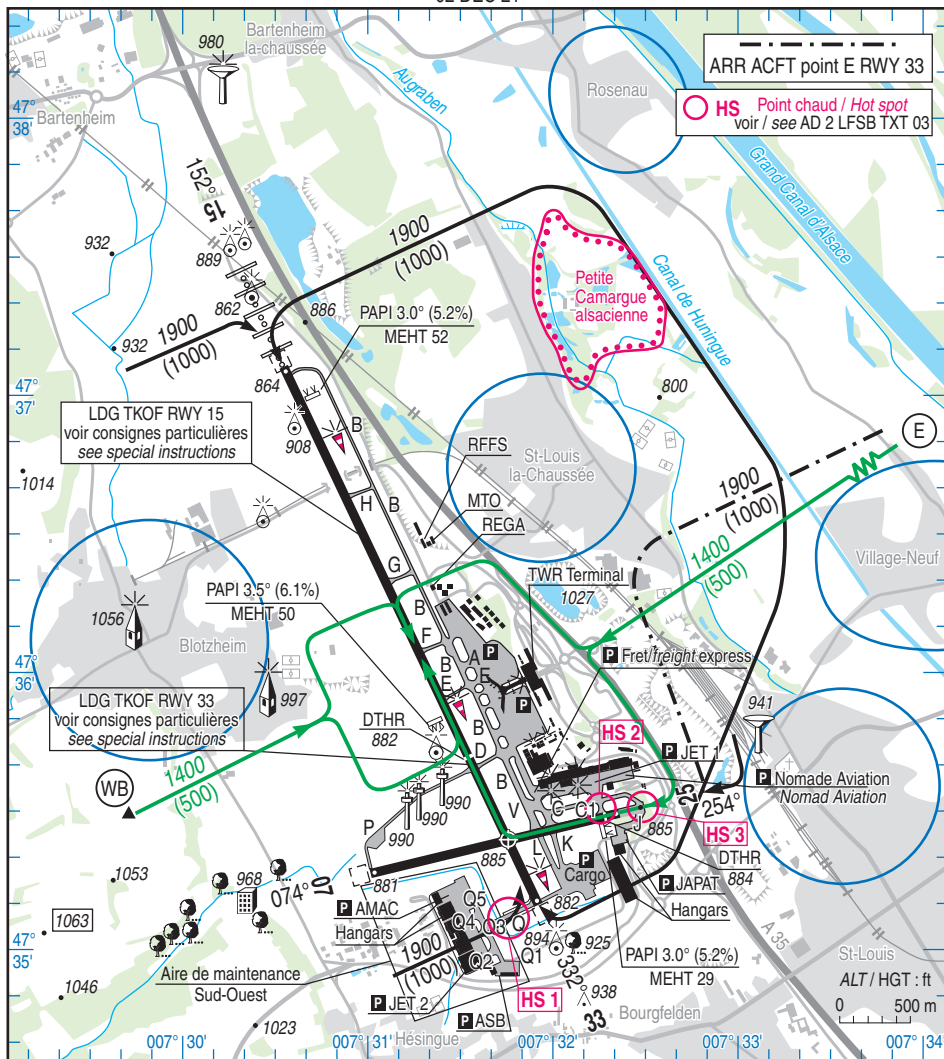 Bartenheim
la-chaussée
980
Augraben
Rosenau
ARR ACFT point E RWY 33
HS Point chaud / Hot spot
voir / see AD 2 LFSB TXT 03
47°
38'
Bartenheim
152°
15
Grand Canal d'Alsace
1900
(1000)
932
889
Petite
Camargue
alsacienne
Canal de Huningue
862
886
PAPI 3.0° (5.2%)
MEHT 52
1900
(1000)
932
47°
37'
864
800
LDG TKOF RWY 15
voir consignes particulières
see special instructions
908
B
E
RFFS
St-Louis
la-Chaussée
1014
MTO
H
B
REGA
1900
(1000)
1400
(500)
Village-Neuf
G
TWR Terminal
1027
PAPI 3.5° (6.1%)
MEHT 50
1056
Blotzheim
B
F
P
A
E
P Fret/freight express
47°
36'
997
B
E
P
941
LDG TKOF RWY 33
voir consignes particulières
see special instructions
DTHR
882
B
D
HS 2
P JET 1
WB
1400
(500)
B
P Nomade Aviation
Nomad Aviation
990
990
V
C
C1
25
254°
J
885
HS 3
P
885
L
K
DTHR
884
P
Cargo
881
1053
07
074°
968
P JAPAT
Hangars
P AMAC
Hangars
Q5
Q4
Q3
Q
882
1063
894
925
PAPI 3.0° (5.2%)
MEHT 29
A 35
47°
35'
1900
(1000)
Q2
Q1
332°
33
St-Louis
Aire de maintenance
Sud-Ouest
HS 1
938
ALT / HGT : ft
1046
P JET 2
P ASB
Bourgfelden
0 500 m
1023
Hésingue
007° 30'
007° 31'
007° 32'
007° 33'
007° 34'